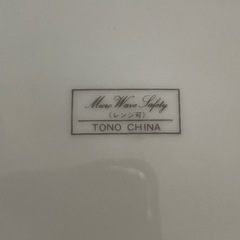 Micro Wave Safety
(レンジ可)
TONO CHINA